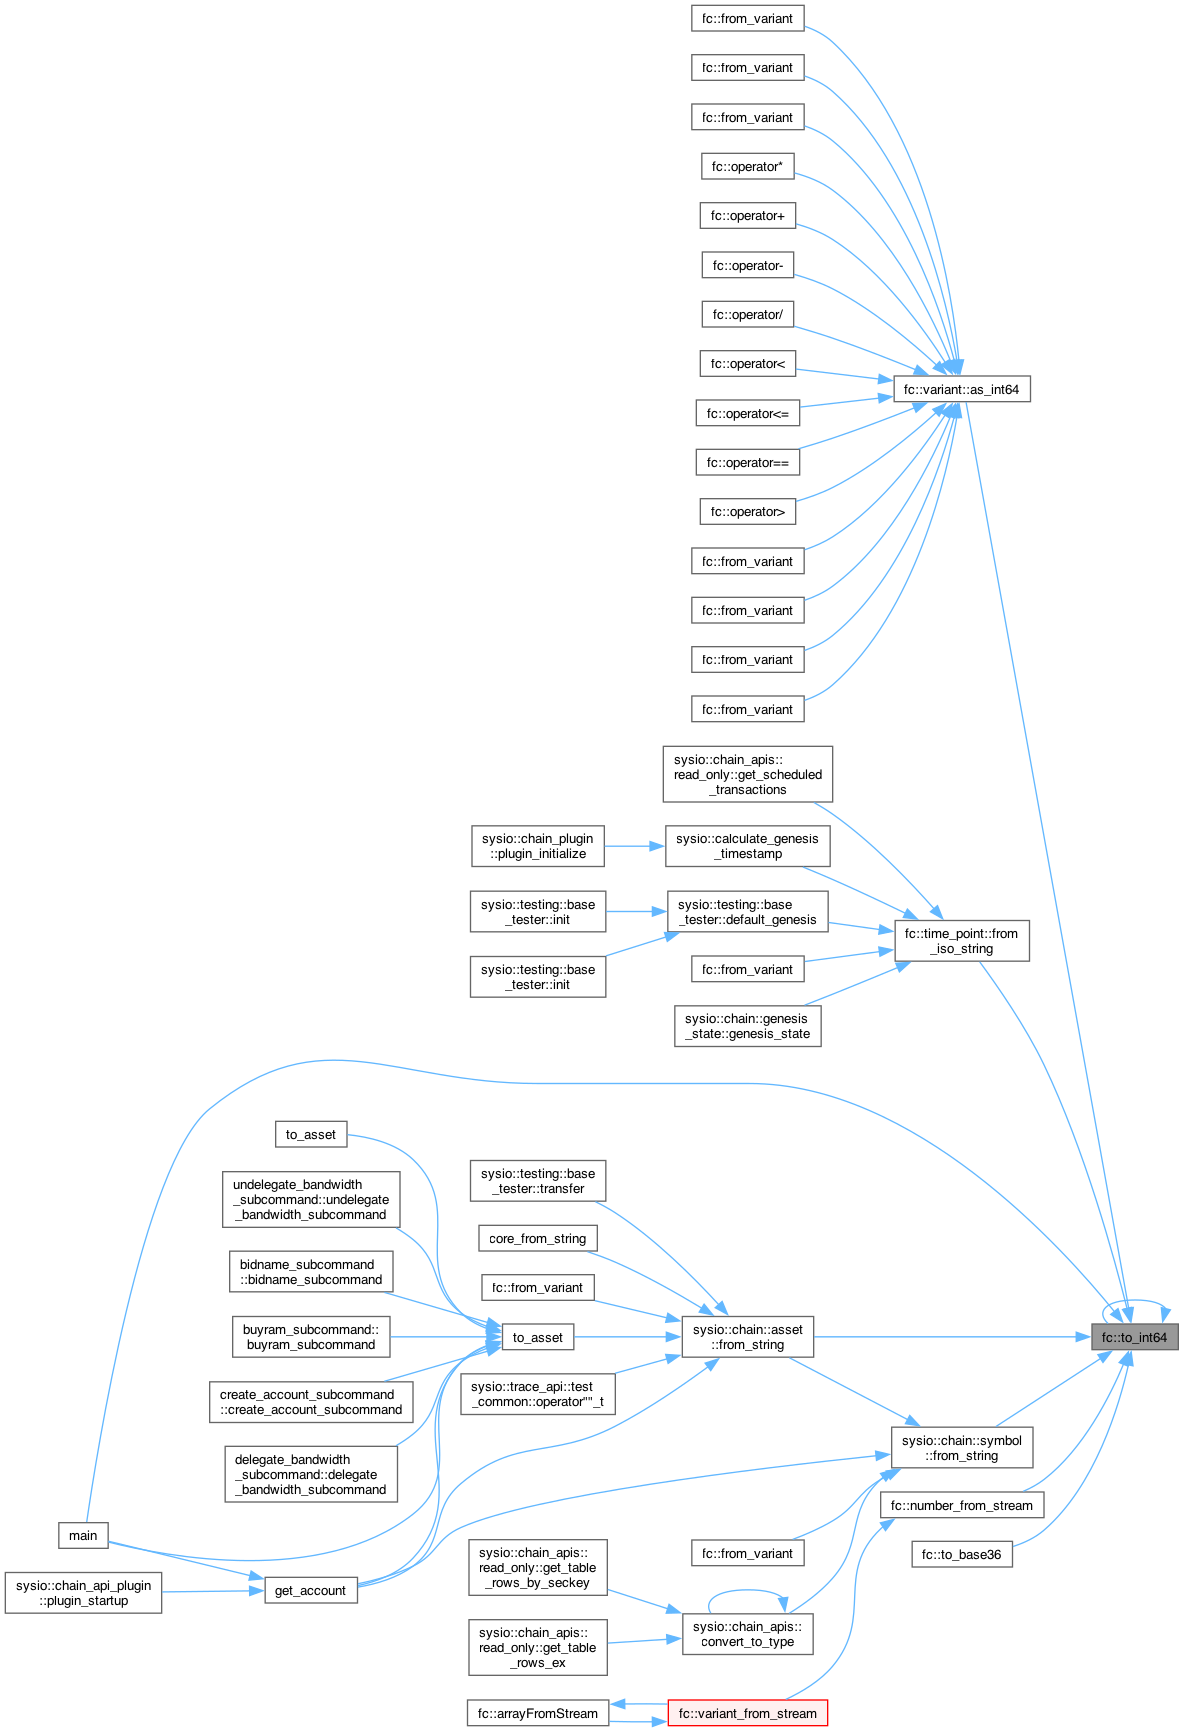 fc::from_variant
fc::from_variant
fc::from_variant
fc::operator*
fc::operator+
fc::operator-
fc::operator/
fc::operator<
fc::variant::as_int64
fc::operator<=
fc::operator==
fc::operator>
fc::from_variant
fc::from_variant
fc::from_variant
fc::from_variant
sysio::chain_apis::
read_only::get_scheduled
_transactions
sysio::chain_plugin
::plugin_initialize
sysio::calculate_genesis
_timestamp
sysio::testing::base
_tester::init
sysio::testing::base
_tester::default_genesis
fc::time_point::from
_iso_string
sysio::testing::base
_tester::init
fc::from_variant
sysio::chain::genesis
_state::genesis_state
to_asset
undelegate_bandwidth
_subcommand::undelegate
_bandwidth_subcommand
sysio::testing::base
_tester::transfer
core_from_string
bidname_subcommand
::bidname_subcommand
fc::from_variant
buyram_subcommand::
buyram_subcommand
to_asset
sysio::chain::asset
::from_string
fc::to_int64
create_account_subcommand
::create_account_subcommand
sysio::trace_api::test
_common::operator""_t
delegate_bandwidth
_subcommand::delegate
_bandwidth_subcommand
sysio::chain::symbol
::from_string
fc::number_from_stream
main
fc::from_variant
fc::to_base36
sysio::chain_apis::
read_only::get_table
_rows_by_seckey
sysio::chain_api_plugin
::plugin_startup
get_account
sysio::chain_apis::
convert_to_type
sysio::chain_apis::
read_only::get_table
_rows_ex
fc::arrayFromStream
fc::variant_from_stream